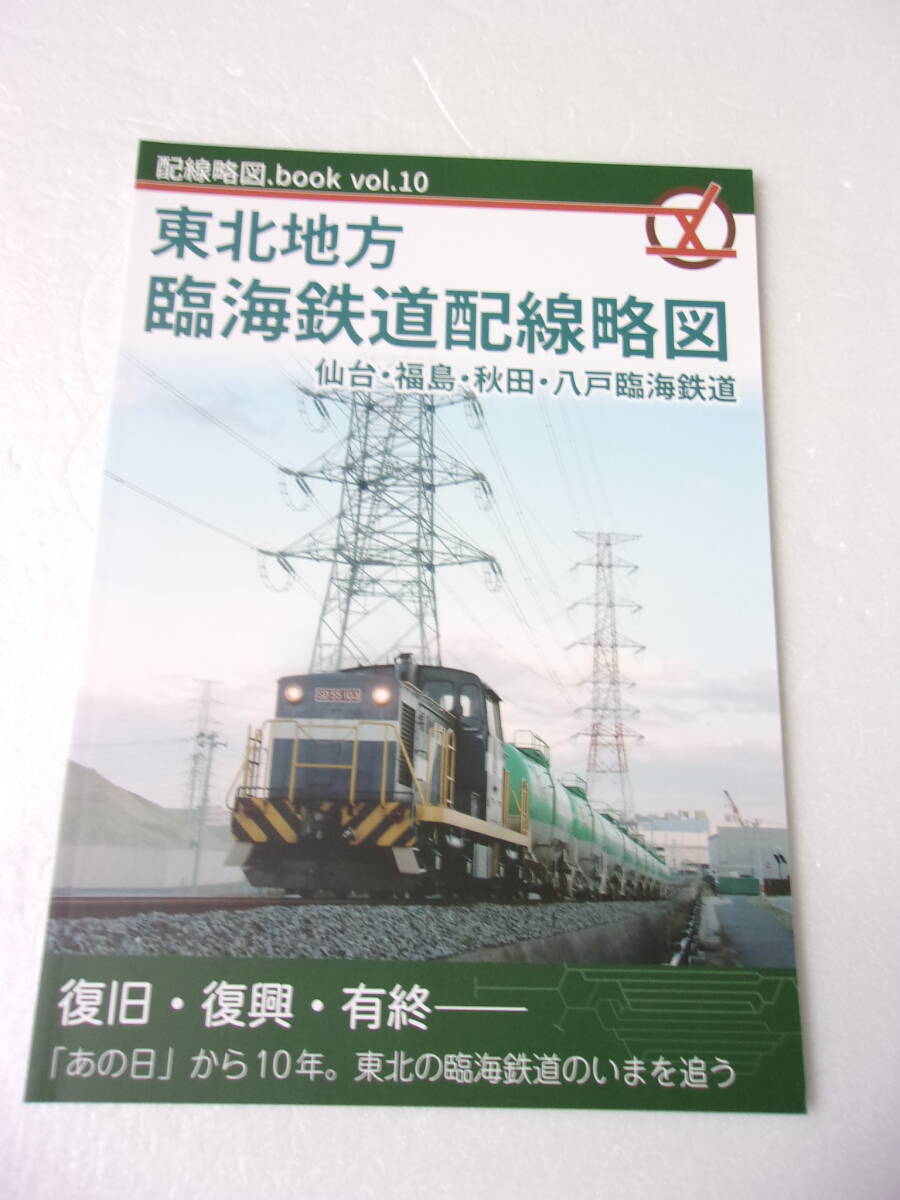 配線略図.book vol.10
東北地方
臨海鉄道配線略図
仙台・福島・秋田・八戸臨海鉄道
SD55 103
復旧・復興・有終――
「あの日」から10年。東北の臨海鉄道のいまを追う